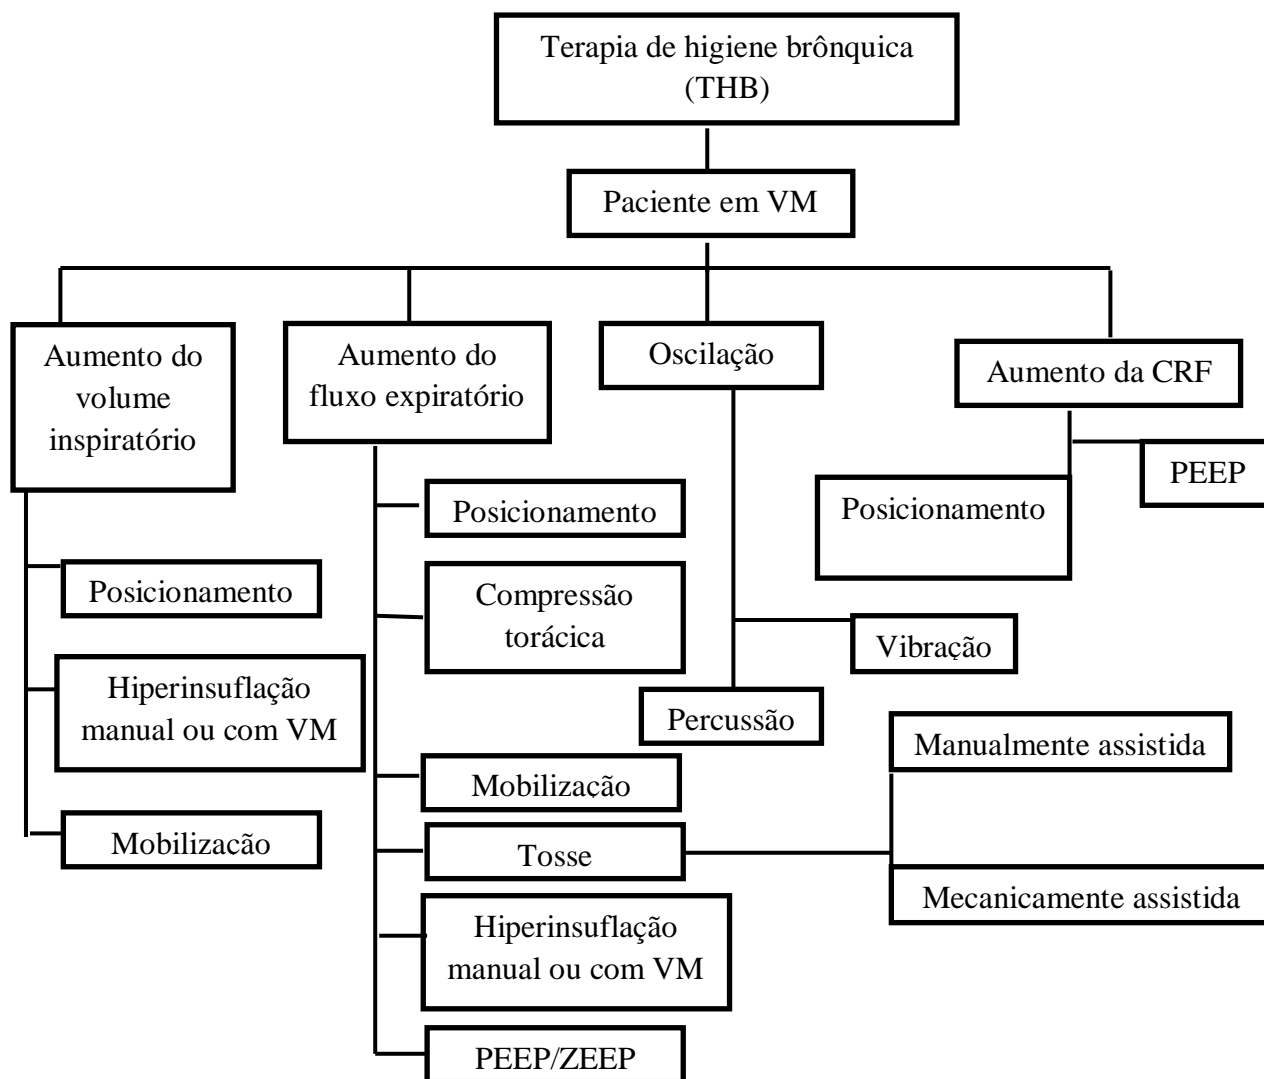 Terapia de higiene brônquica
(THB)
Paciente em VM
Aumento do
volume
inspiratório
Posicionamento
Hiperinsuflação
manual ou com VM
Mobilização
Aumento do
fluxo expiratório
Posicionamento
Compressão
torácica
Mobilização
Tosse
Manualmente assistida
Mecanicamente assistida
Hiperinsuflação
manual ou com VM
PEEP/ZEEP
Oscilação
Vibração
Percussão
Aumento da CRF
PEEP
Posicionamento